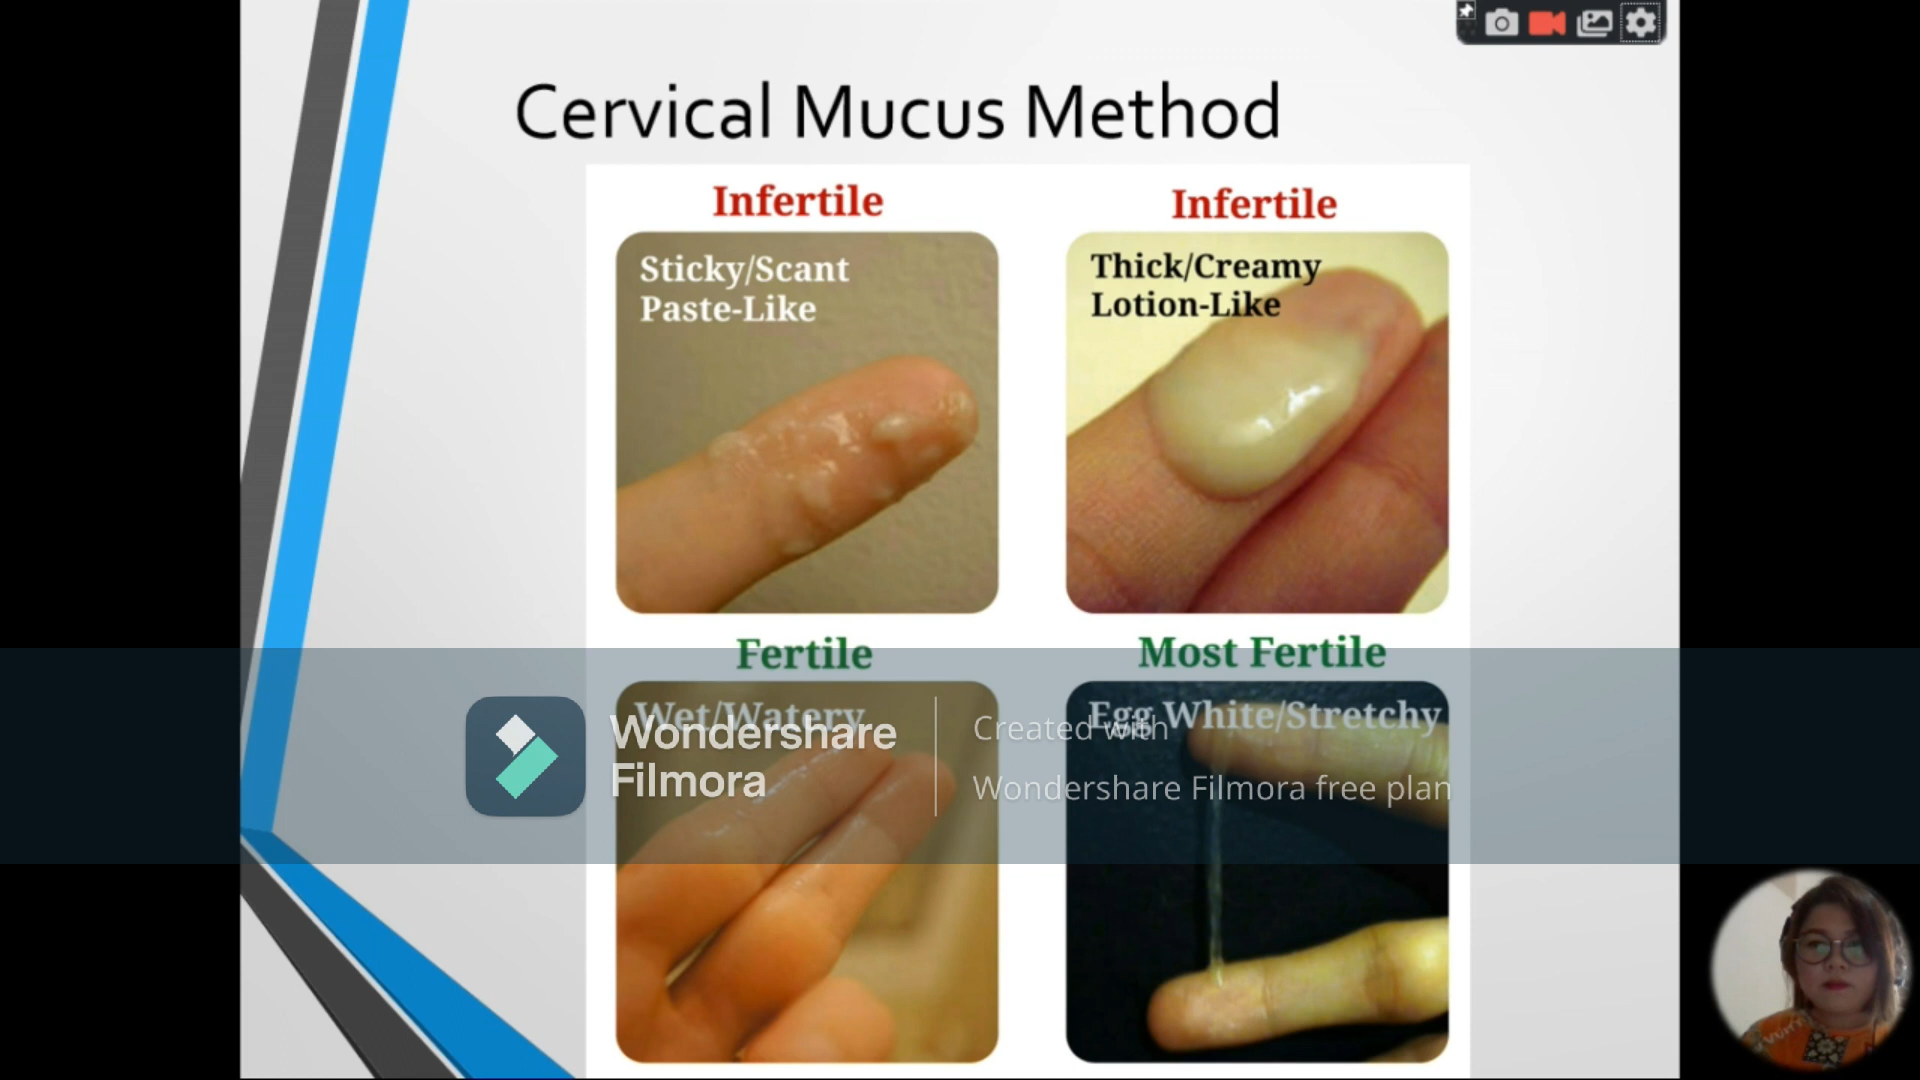 Cervical Mucus Method
Infertile
Infertile
Sticky/Scant
Paste-Like
Thick/Creamy
Lotion-Like
Fertile
Most Fertile
Wet/Watery
Egg White/Stretchy
Wondershare
Filmora
Created with
Wondershare Filmora free plan